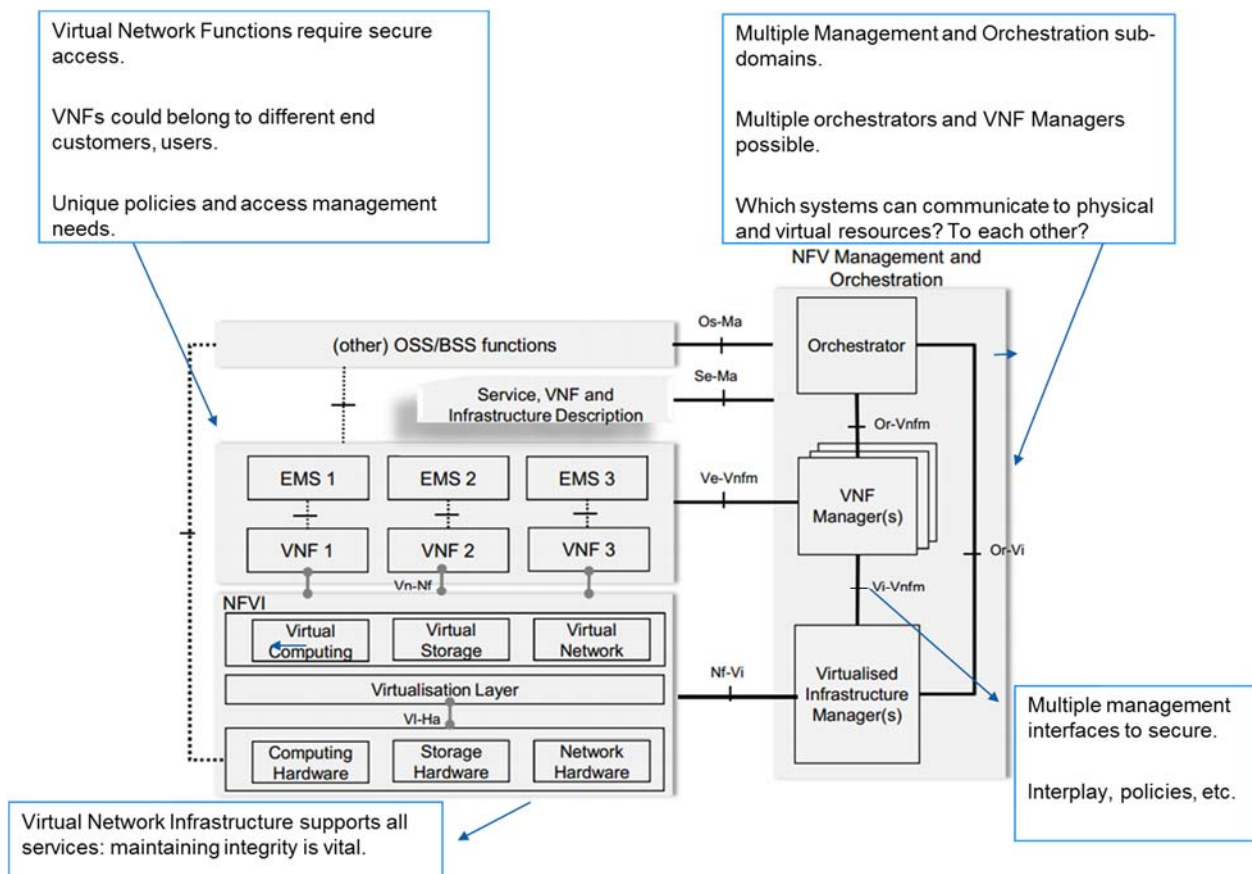 Virtual Network Functions require secure
access.
VNFs could belong to different end
customers, users.
Unique policies and access management
needs.
Multiple Management and Orchestration sub-
domains.
Multiple orchestrators and VNF Managers
possible.
Which systems can communicate to physical
and virtual resources? To each other?
NFV Management and
Orchestration
(other) OSS/BSS functions
Os-Ma
Orchestrator
Se-Ma
Service, VNF and
Infrastructure Description
Or-Vnfm
EMS 1
EMS 2
EMS 3
Ve-Vnfm
VNF
Manager(s)
VNF 1
VNF 2
VNF 3
Or-Vi
Vn-Nf
Vi-Vnfm
NFVI
Virtual
Computing
Virtual
Storage
Virtual
Network
Virtualisation Layer
Nf-Vi
Virtualised
Infrastructure
Manager(s)
Vl-Ha
Computing
Hardware
Storage
Hardware
Network
Hardware
Multiple management
interfaces to secure.
Interplay, policies, etc.
Virtual Network Infrastructure supports all
services: maintaining integrity is vital.